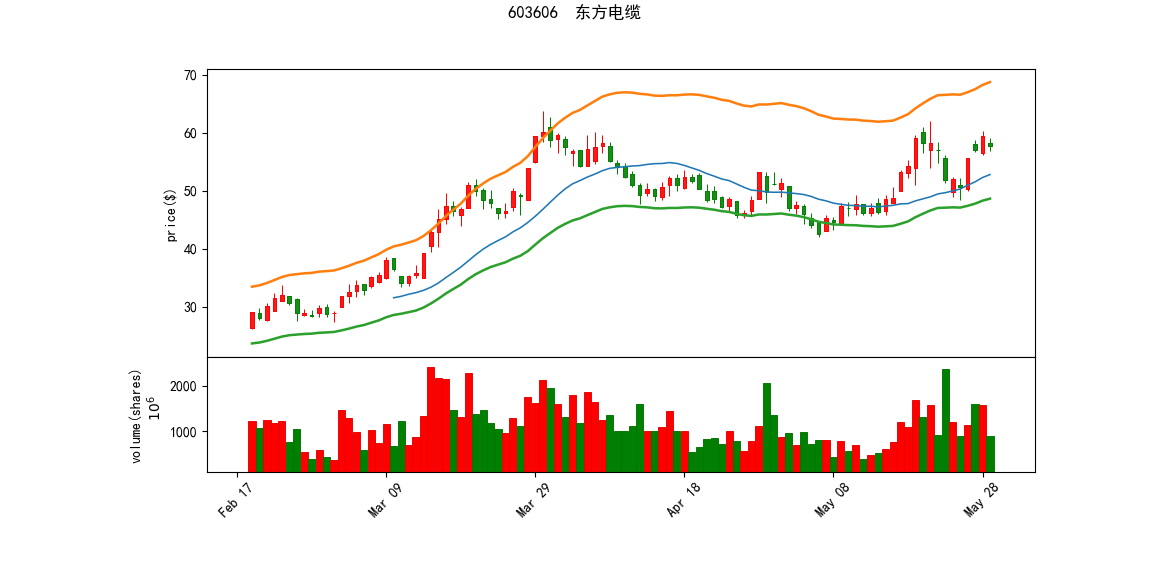 603606 东方电缆
70
60
50
40
30
price($)
2000
1000
volume(shares)
10^6
Feb 17
Mar 09
Mar 29
Apr 18
May 08
May 28